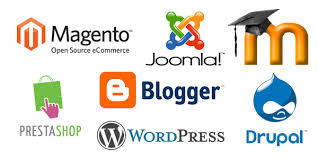 Magento
Open Source eCommerce
Joomla!
m
PRESTASHOP
Blogger
WORDPRESS
Drupal